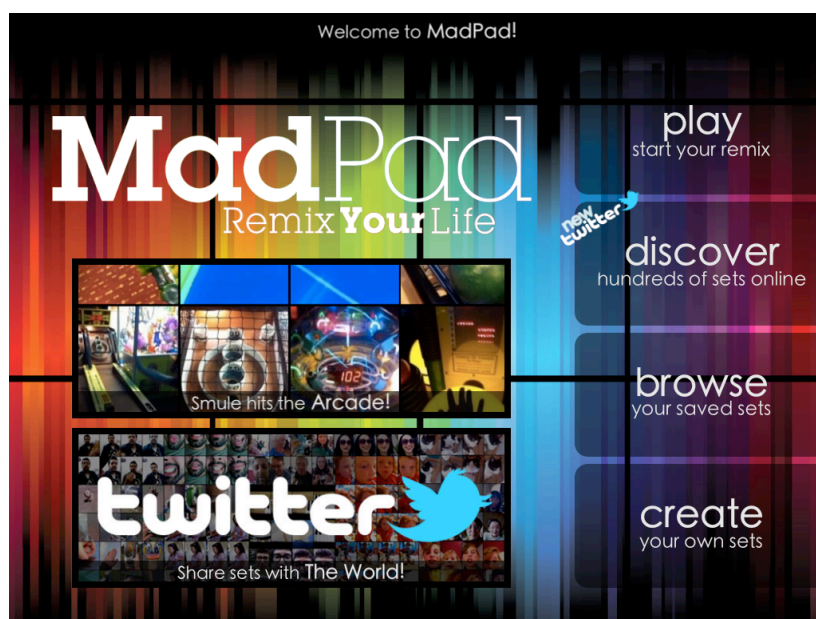 Welcome to MadPad!
MadPad
Remix Your Life
Smule hits the Arcade!
102
twitter
Share sets with The World!
play
start your remix
new
twitter
discover
hundreds of sets online
browse
your saved sets
create
your own sets